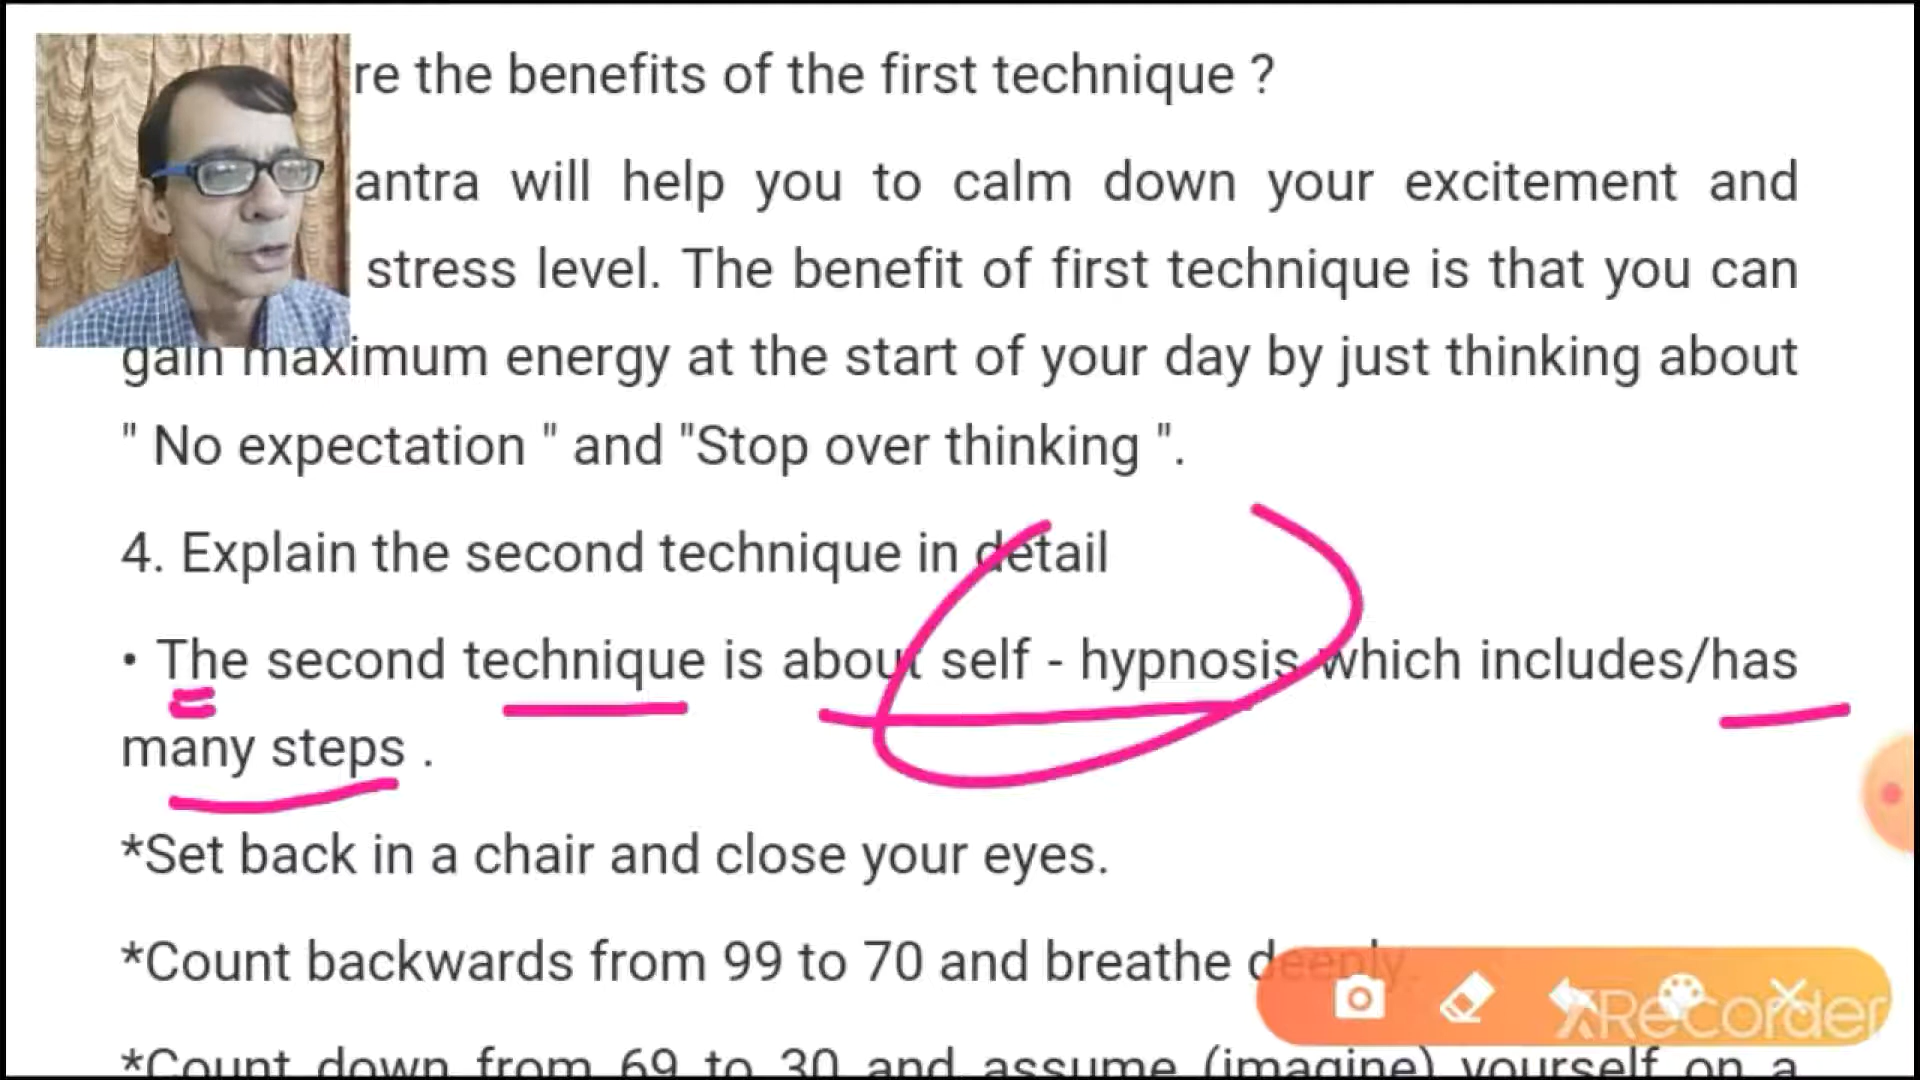 re the benefits of the first technique ?
antra will help you to calm down your excitement and
stress level. The benefit of first technique is that you can
gain maximum energy at the start of your day by just thinking about
" No expectation " and "Stop over thinking ".
4. Explain the second technique in detail
• The second technique is about self - hypnosis which includes/has
many steps .
*Set back in a chair and close your eyes.
*Count backwards from 99 to 70 and breathe deeply.
XRecorder
*Count down from 69 to 30 and assume (imagine) yourself on a